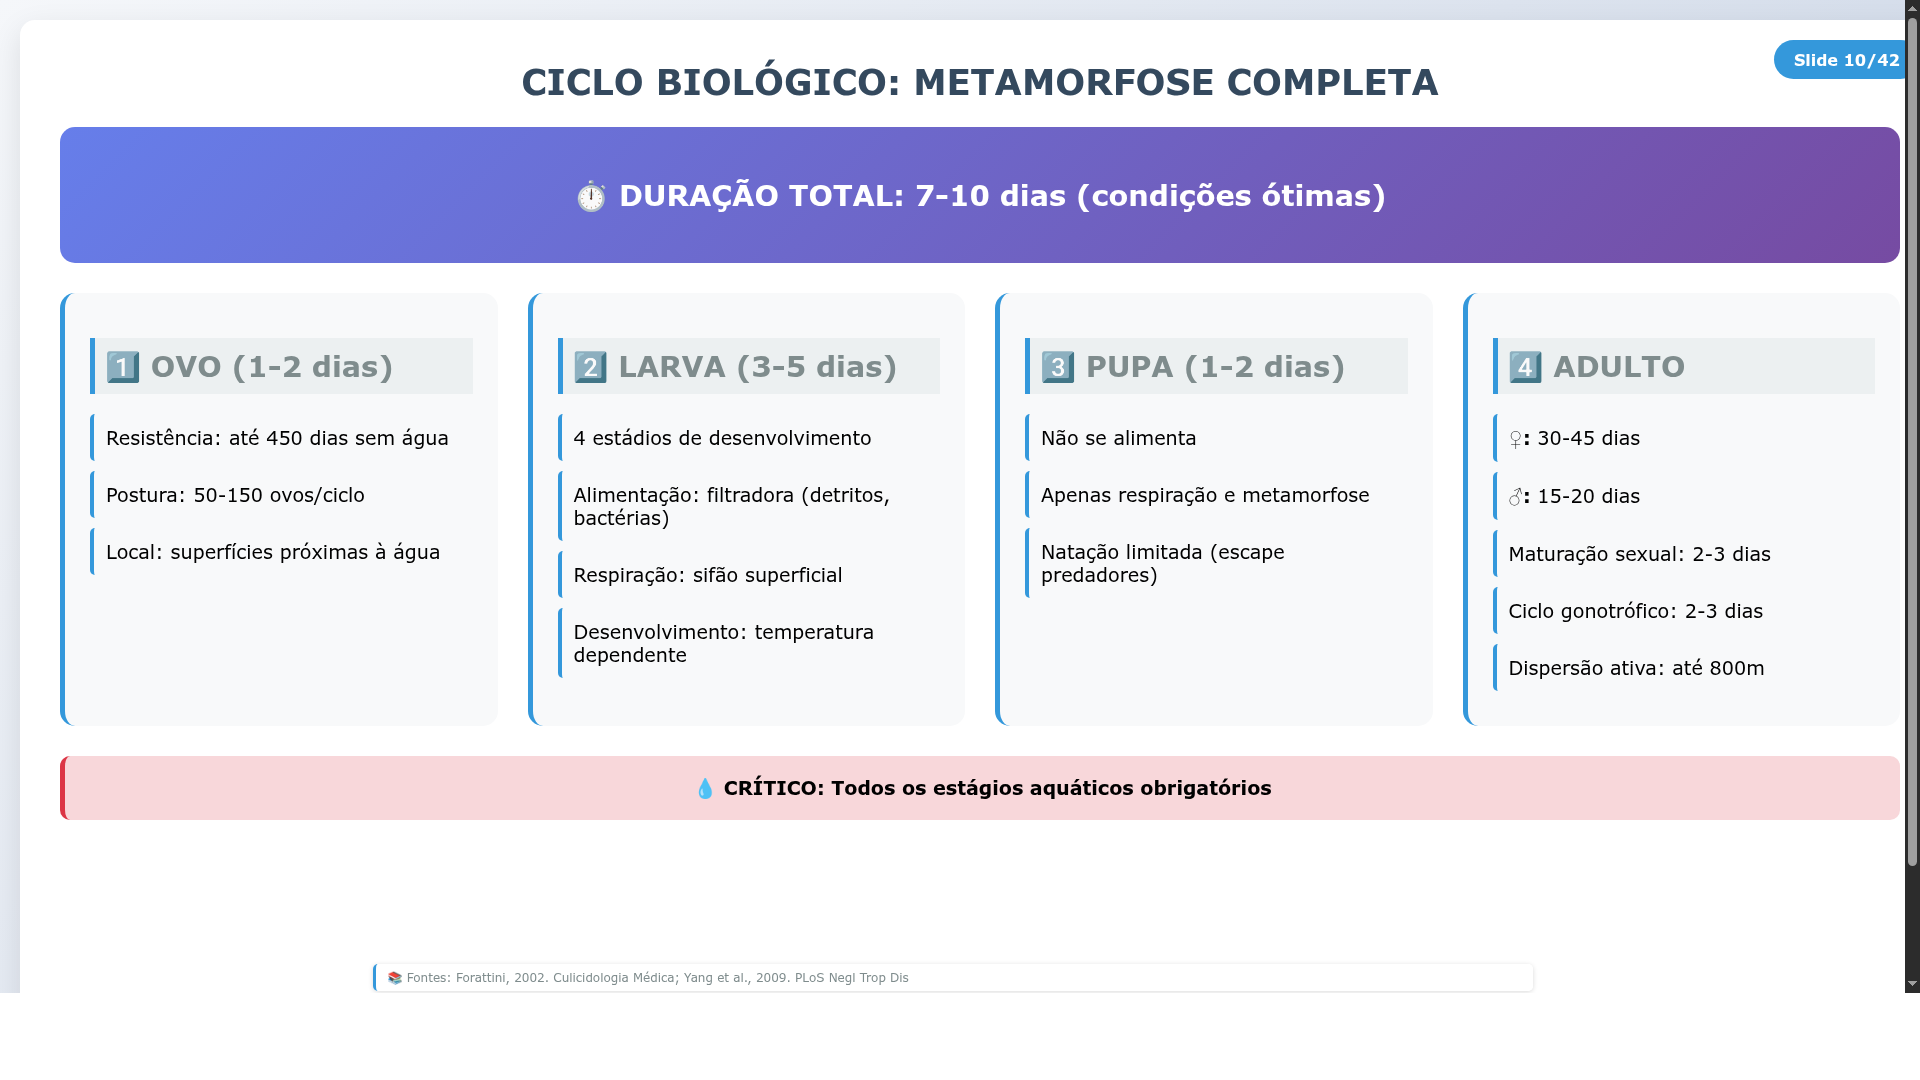 Slide 10/42
CICLO BIOLÓGICO: METAMORFOSE COMPLETA
⏱️ DURAÇÃO TOTAL: 7-10 dias (condições ótimas)
1️⃣ OVO (1-2 dias)
Resistência: até 450 dias sem água
Postura: 50-150 ovos/ciclo
Local: superfícies próximas à água
2️⃣ LARVA (3-5 dias)
4 estádios de desenvolvimento
Alimentação: filtradora (detritos,
bactérias)
Respiração: sifão superficial
Desenvolvimento: temperatura
dependente
3️⃣ PUPA (1-2 dias)
Não se alimenta
Apenas respiração e metamorfose
Natação limitada (escape
predadores)
4️⃣ ADULTO
♀: 30-45 dias
♂: 15-20 dias
Maturação sexual: 2-3 dias
Ciclo gonotrófico: 2-3 dias
Dispersão ativa: até 800m
💧 CRÍTICO: Todos os estágios aquáticos obrigatórios
📚 Fontes: Forattini, 2002. Culicidologia Médica; Yang et al., 2009. PLoS Negl Trop Dis